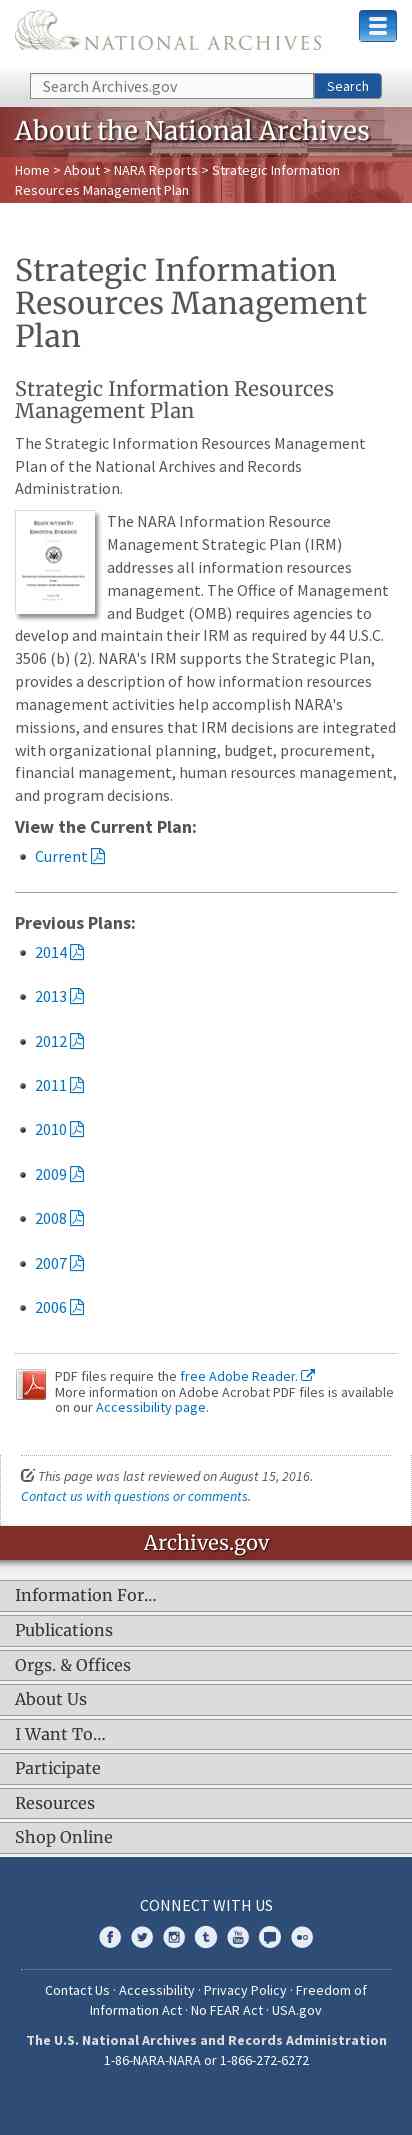 NATIONAL ARCHIVES
Search Archives.gov
Search
About the National Archives
Home > About > NARA Reports > Strategic Information
Resources Management Plan
Strategic Information
Resources Management
Plan
Strategic Information Resources
Management Plan
The Strategic Information Resources Management
Plan of the National Archives and Records
Administration.
The NARA Information Resource
Management Strategic Plan (IRM)
addresses all information resources
management. The Office of Management
and Budget (OMB) requires agencies to
develop and maintain their IRM as required by 44 U.S.C.
3506 (b) (2). NARA's IRM supports the Strategic Plan,
provides a description of how information resources
management activities help accomplish NARA's
missions, and ensures that IRM decisions are integrated
with organizational planning, budget, procurement,
financial management, human resources management,
and program decisions.
View the Current Plan:
Current
Previous Plans:
2014
2013
2012
2011
2010
2009
2008
2007
2006
PDF files require the free Adobe Reader.
More information on Adobe Acrobat PDF files is available
on our Accessibility page.
This page was last reviewed on August 15, 2016.
Contact us with questions or comments.
Archives.gov
Information For…
Publications
Orgs. & Offices
About Us
I Want To…
Participate
Resources
Shop Online
CONNECT WITH US
Contact Us · Accessibility · Privacy Policy · Freedom of
Information Act · No FEAR Act · USA.gov
The U.S. National Archives and Records Administration
1-86-NARA-NARA or 1-866-272-6272